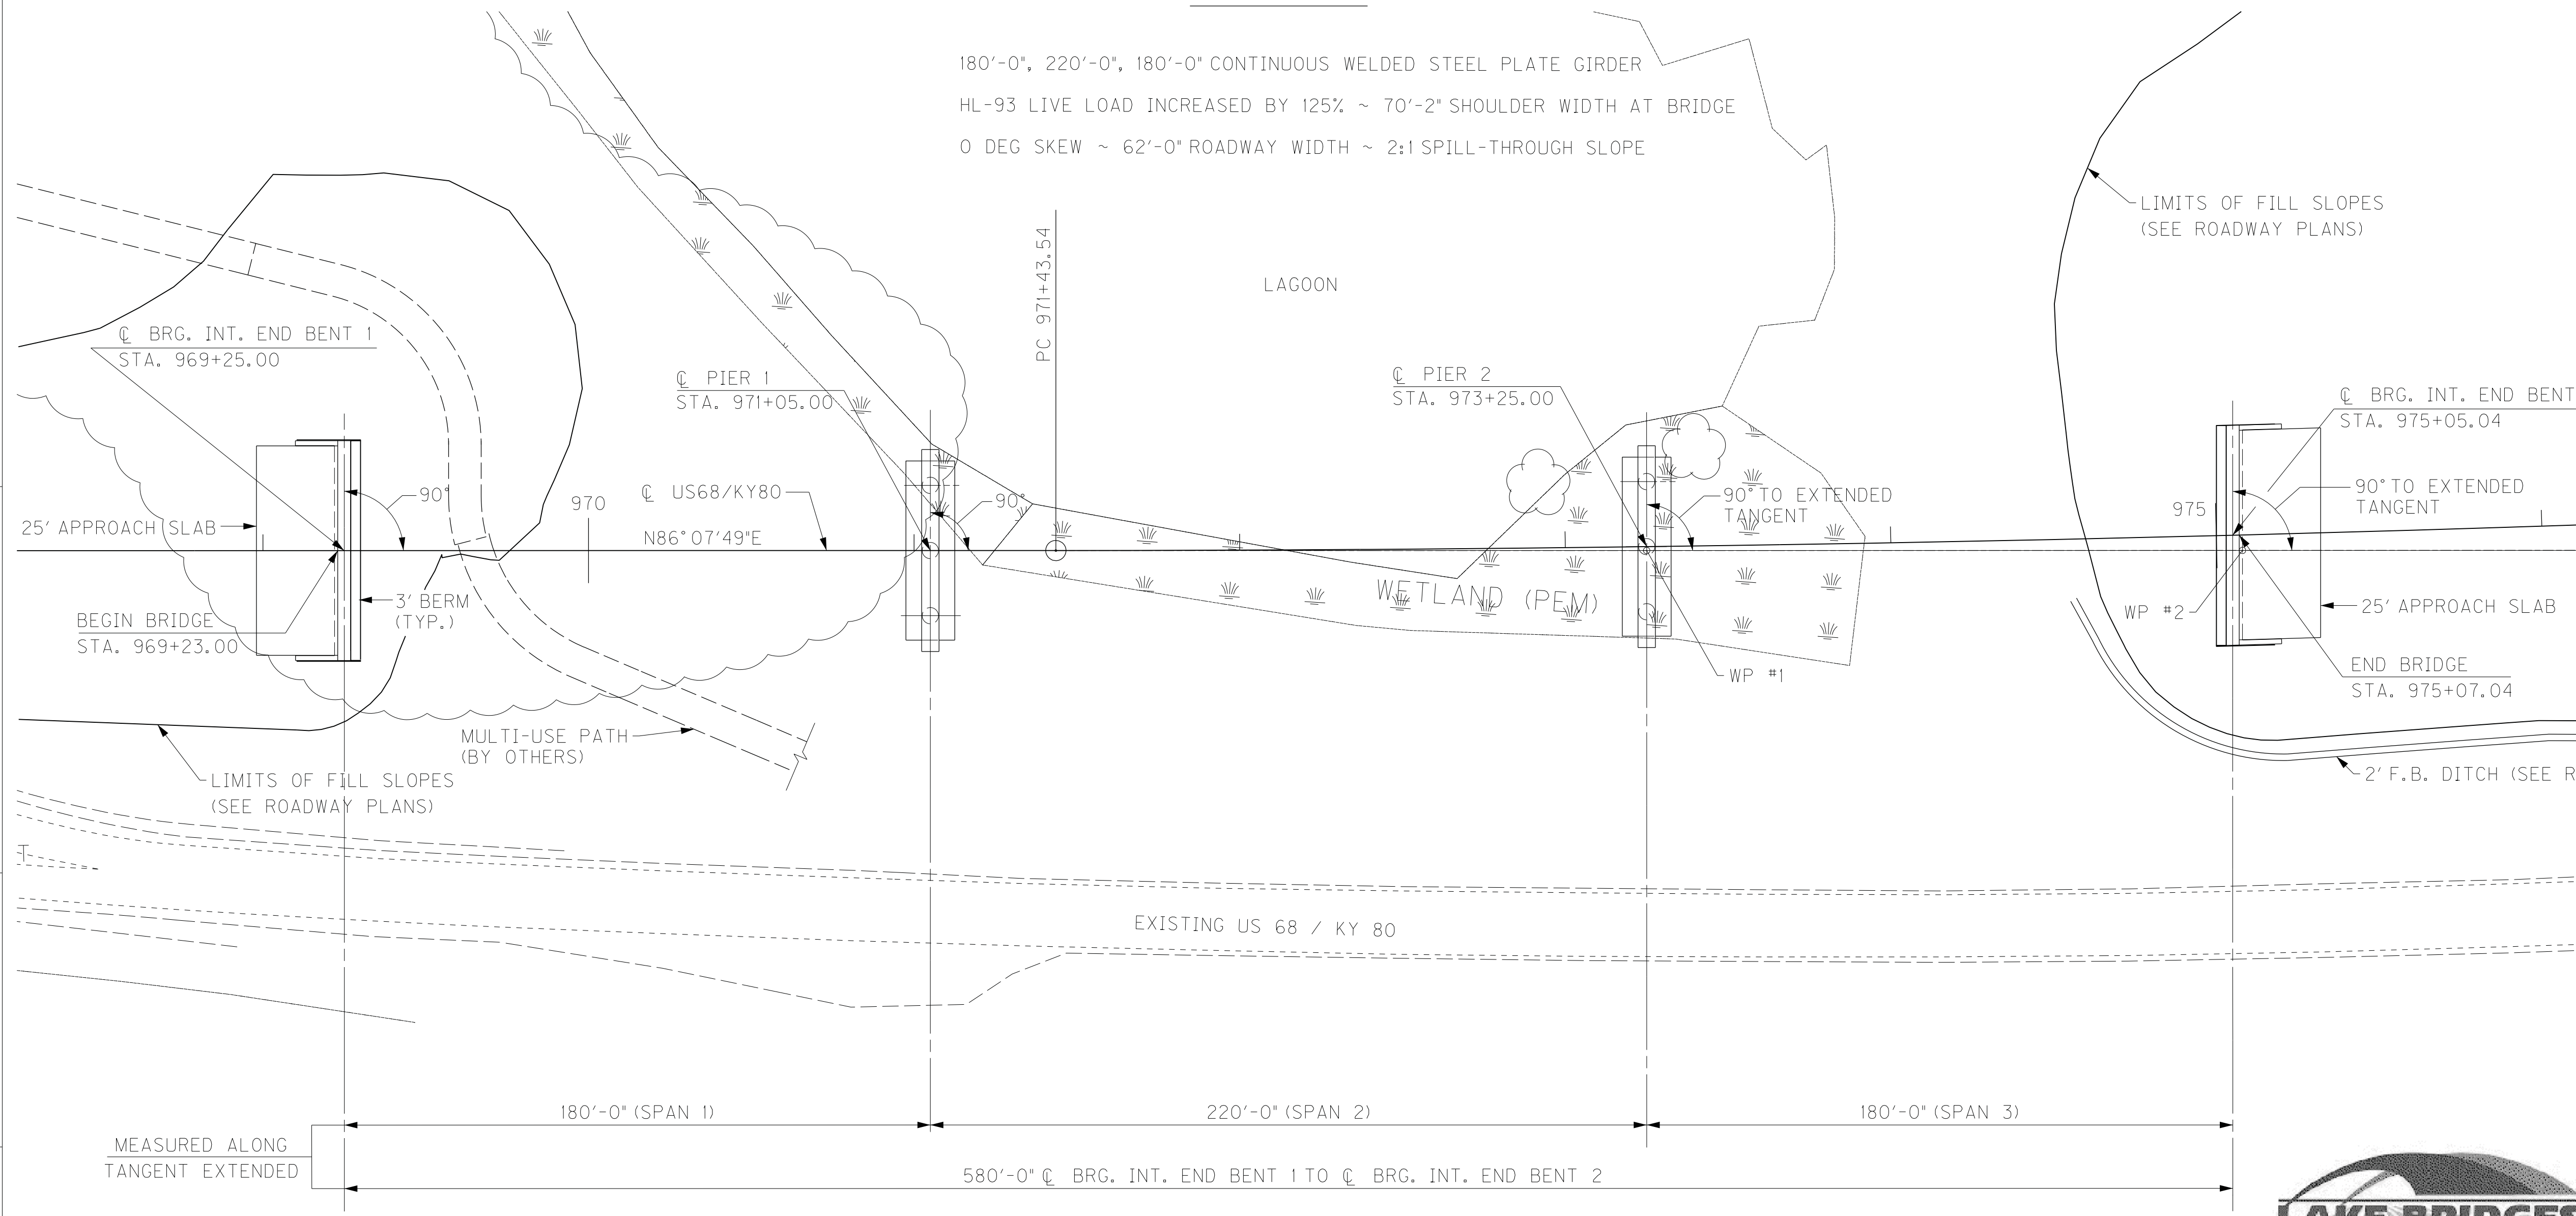 180'-0", 220'-0", 180'-0" CONTINUOUS WELDED STEEL PLATE GIRDER
HL-93 LIVE LOAD INCREASED BY 125% ~ 70'-2" SHOULDER WIDTH AT BRIDGE
0 DEG SKEW ~ 62'-0" ROADWAY WIDTH ~ 2:1 SPILL-THROUGH SLOPE
LIMITS OF FILL SLOPES
(SEE ROADWAY PLANS)
PC 971+43.54
LAGOON
℄ BRG. INT. END BENT 1
STA. 969+25.00
℄ PIER 1
STA. 971+05.00
℄ PIER 2
STA. 973+25.00
℄ BRG. INT. END BENT
STA. 975+05.04
25' APPROACH SLAB
90°
970
℄ US68/KY80
N86°07'49"E
90°
90° TO EXTENDED
TANGENT
975
90° TO EXTENDED
TANGENT
BEGIN BRIDGE
STA. 969+23.00
3' BERM
(TYP.)
WETLAND (PEM)
WP #1
WP #2
25' APPROACH SLAB
END BRIDGE
STA. 975+07.04
MULTI-USE PATH
(BY OTHERS)
LIMITS OF FILL SLOPES
(SEE ROADWAY PLANS)
2' F.B. DITCH (SEE R
T
EXISTING US 68 / KY 80
180'-0" (SPAN 1)
220'-0" (SPAN 2)
180'-0" (SPAN 3)
MEASURED ALONG
TANGENT EXTENDED
580'-0" ℄ BRG. INT. END BENT 1 TO ℄ BRG. INT. END BENT 2
LAKE BRIDGES